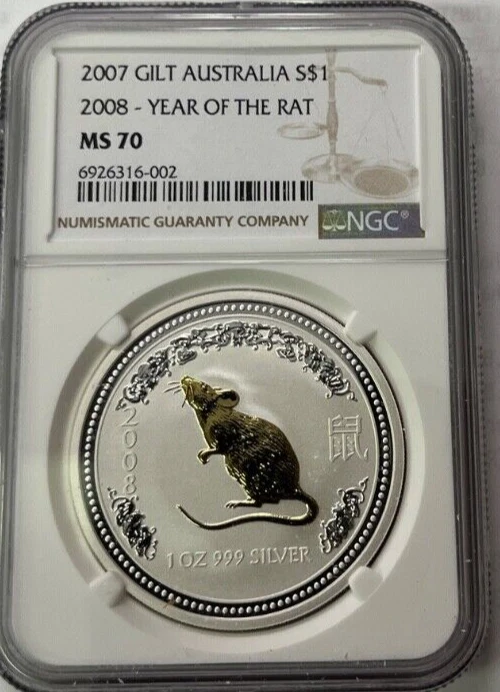 2007 GILT AUSTRALIA S$1
2008 - YEAR OF THE RAT
MS 70
6926316-002
NUMISMATIC GUARANTY COMPANY NGC®
2008
鼠
1 OZ 999 SILVER